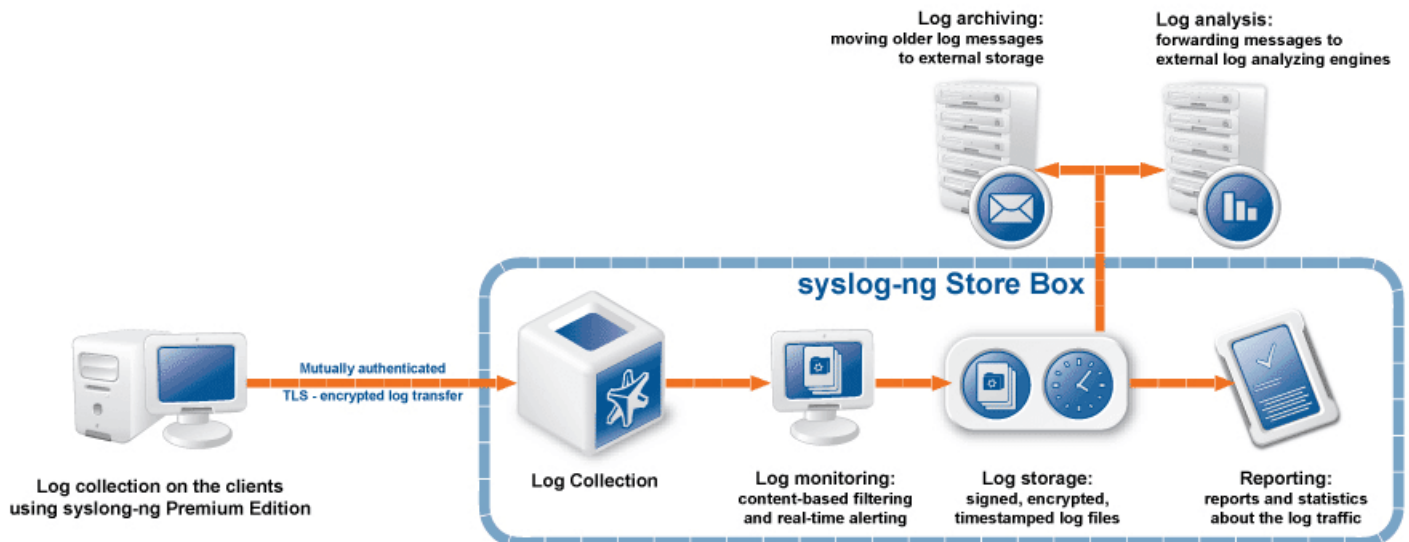 Log archiving:
moving older log messages
to external storage
Log analysis:
forwarding messages to
external log analyzing engines
syslog-ng Store Box
Mutually authenticated
TLS - encrypted log transfer
Log collection on the clients
using syslong-ng Premium Edition
Log Collection
Log monitoring:
content-based filtering
and real-time alerting
Log storage:
signed, encrypted,
timestamped log files
Reporting:
reports and statistics
about the log traffic